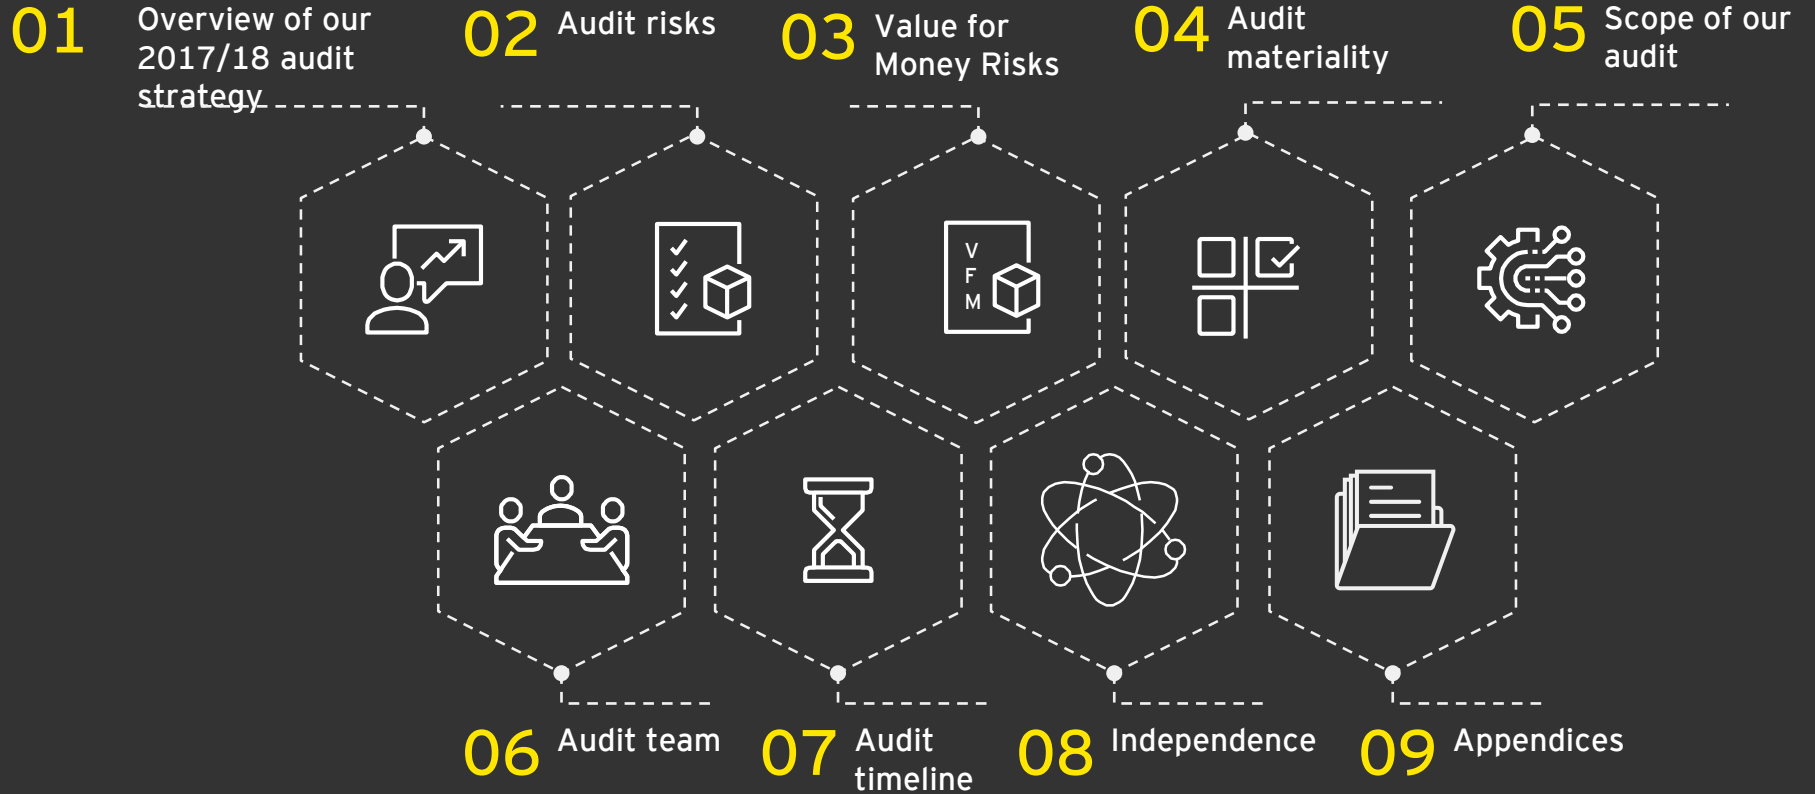 01 Overview of our
2017/18 audit
strategy
02 Audit risks
03 Value for
Money Risks
04 Audit
materiality
05 Scope of our
audit
V
F
M
06 Audit team
07 Audit
timeline
08 Independence
09 Appendices